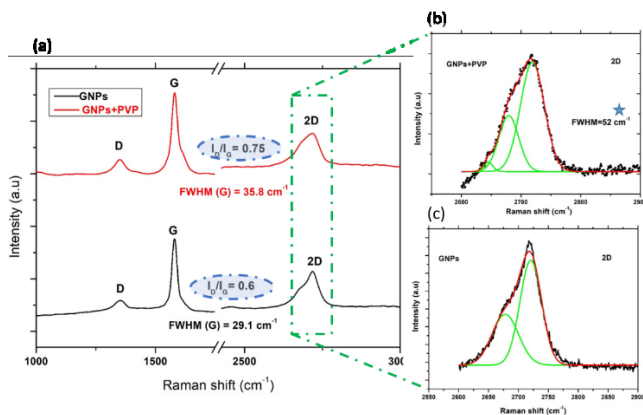 (a)
GNPs
GNPs+PVP
D
G
2D
I_D/I_G = 0.75
FWHM (G) = 35.8 cm⁻¹
D
G
2D
I_D/I_G = 0.6
FWHM (G) = 29.1 cm⁻¹
Intensity (a.u)
1000 1500 2500 3000
Raman shift (cm⁻¹)
(b)
GNPs+PVP
2D
FWHM=52 cm⁻¹
Intensity (a.u)
2600 2700 2800 2900
Raman shift (cm⁻¹)
(c)
GNPs
2D
Intensity (a.u)
2550 2600 2650 2700 2750 2800 2850 2900
Raman shift (cm⁻¹)